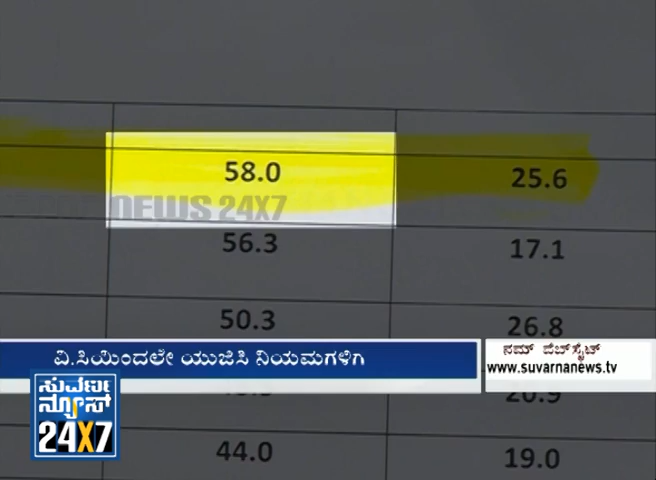 58.0 25.6
NEWS 24X7
56.3 17.1
50.3 26.8
ವಿ.ಸಿಯಿಂದಲೇ ಯುಜಿಸಿ ನಿಯಮಗಳಿಗಿ
ನಮ್ ವೆಬ್‌ಸೈಟ್
www.suvarnanews.tv
20.9
ಸುವರ್ಣ
ನ್ಯೂಸ್
24X7
44.0 19.0